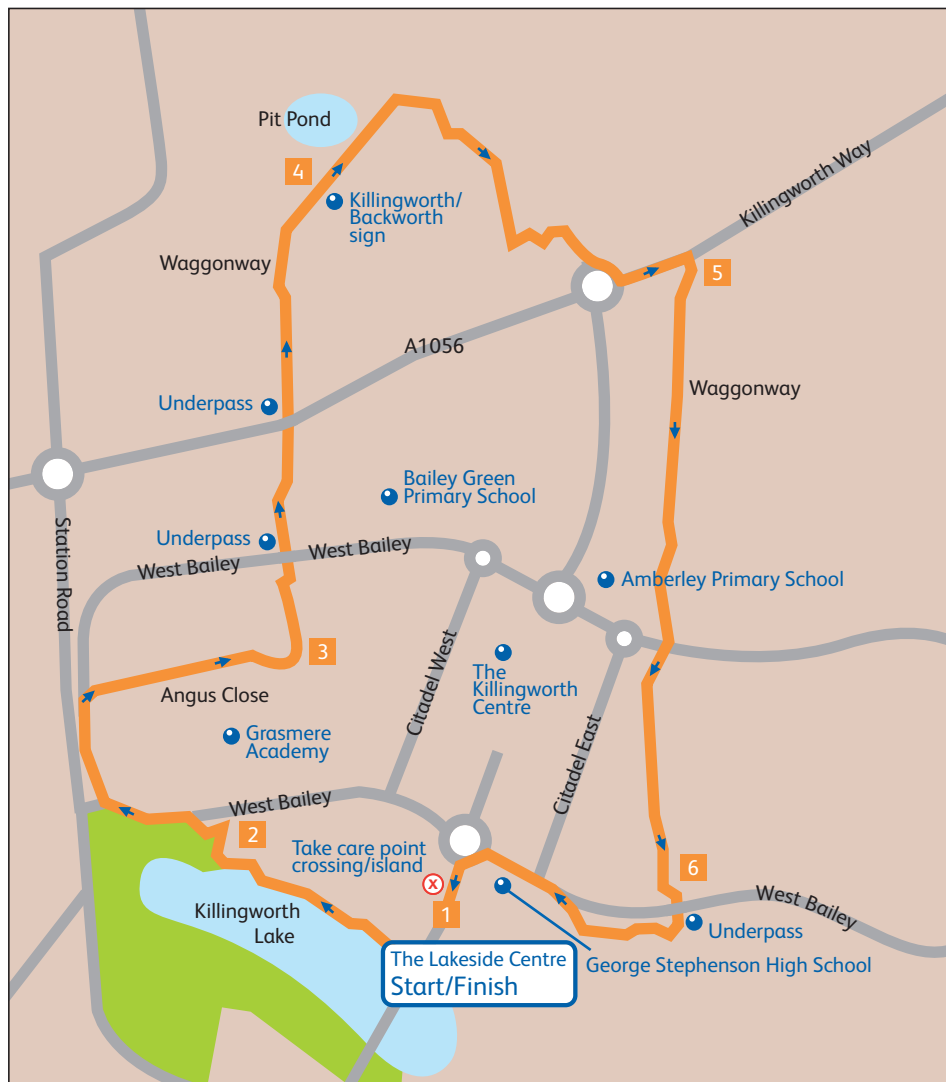 Pit Pond
4
Killingworth/
Backworth
sign
Killingworth Way
5
Waggonway
A1056
Waggonway
Underpass
Bailey Green
Primary School
Underpass
West Bailey
West Bailey
Station Road
Amberley Primary School
3
Citadel West
The
Killingworth
Centre
Angus Close
Grasmere
Academy
Citadel East
West Bailey
2
Take care point
crossing/island
X
1
6
West Bailey
Killingworth
Lake
Underpass
The Lakeside Centre
Start/Finish
George Stephenson High School